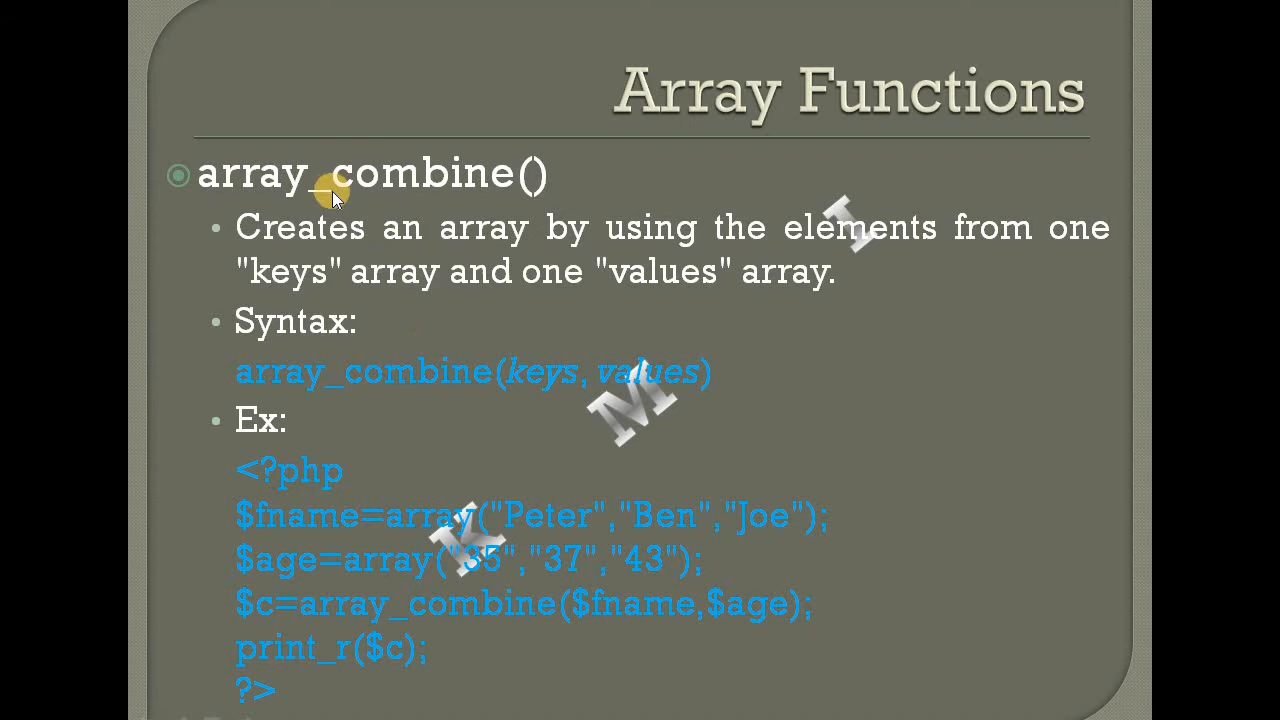 Array Functions
array_combine()
Creates an array by using the elements from one
"keys" array and one "values" array.
Syntax:
array_combine(keys, values)
Ex:
<?php
$fname=array("Peter","Ben","Joe");
$age=array("35","37","43");
$c=array_combine($fname,$age);
print_r($c);
?>
I
M
K